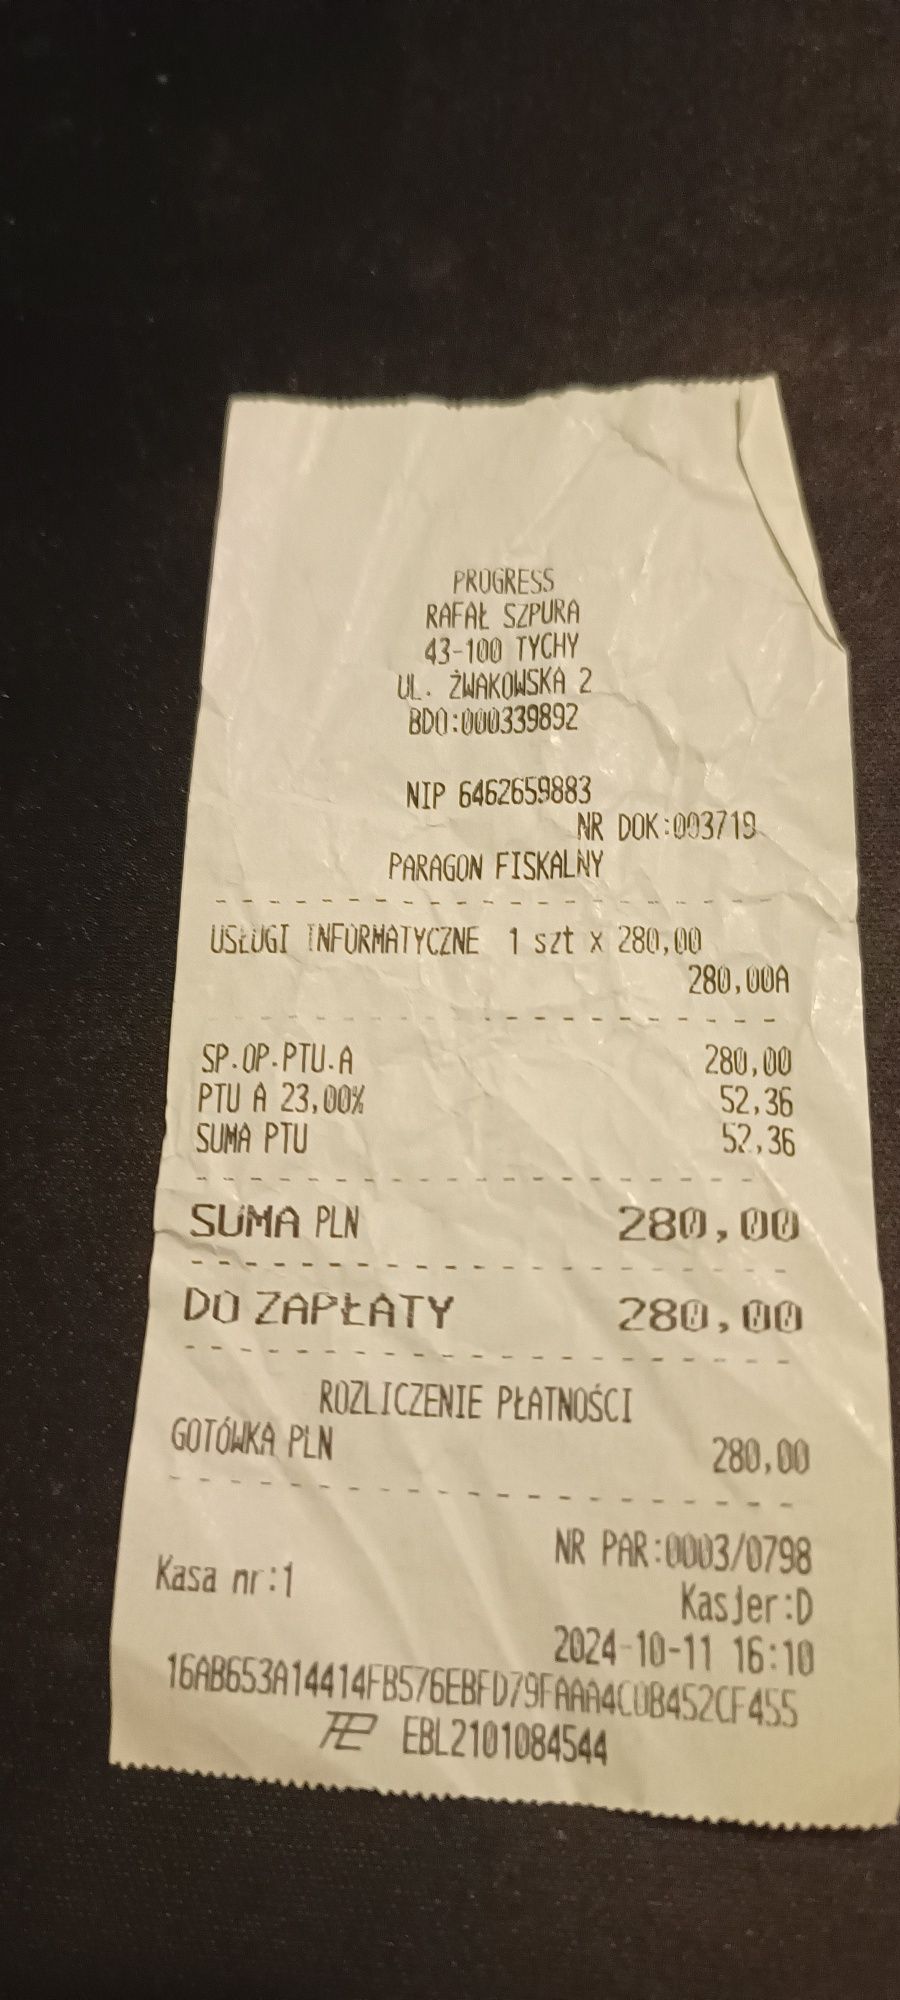 PROGRESS
RAFAŁ SZPURA
43-100 TYCHY
UL. ŻWAKOWSKA 2
BDO:000339892
NIP 6462659883
NR DOK:003719
PARAGON FISKALNY
USŁUGI INFORMATYCZNE 1 szt x 280,00
280,00A
SP.OP.PTU.A 280,00
PTU A 23,00% 52,36
SUMA PTU 52,36
SUMA PLN 280,00
DO ZAPŁATY 280,00
ROZLICZENIE PŁATNOŚCI
GOTÓWKA PLN 280,00
NR PAR:0003/0798
Kasa nr:1 Kasjer:D
2024-10-11 16:10
16AB653A14414FB576EBFD79FAAA4C0B452CF455
EBL2101084544